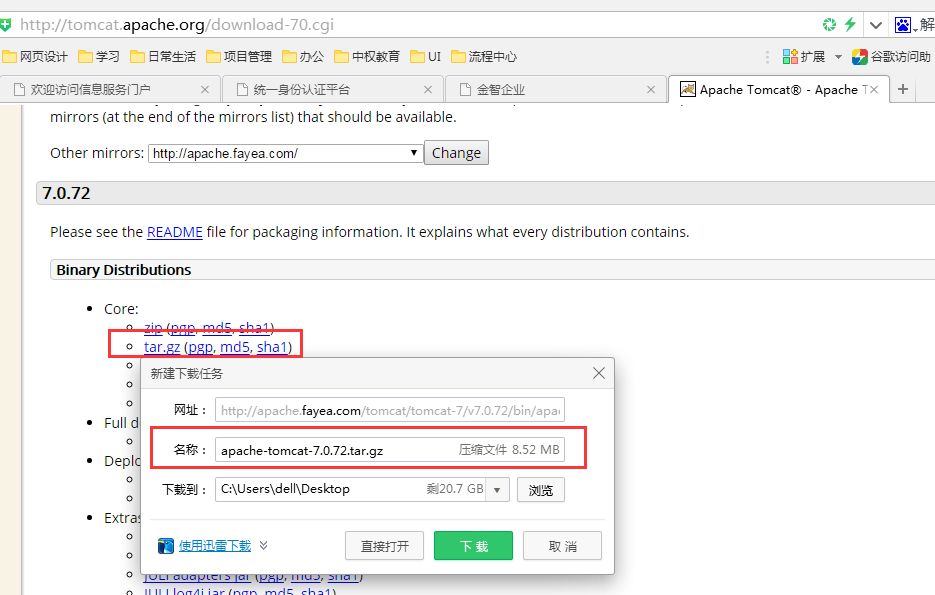 http://tomcat.apache.org/download-70.cgi
解
网页设计 学习 日常生活 项目管理 办公 中权教育 UI 流程中心 扩展 谷歌访问助
欢迎访问信息服务门户 统一身份认证平台 金智企业 Apache Tomcat® - Apache T
mirrors (at the end of the mirrors list) that should be available.
Other mirrors: http://apache.fayea.com/ Change
7.0.72
Please see the README file for packaging information. It explains what every distribution contains.
Binary Distributions
Core:
zip (pgp, md5, sha1)
tar.gz (pgp, md5, sha1)
新建下载任务
网址： http://apache.fayea.com/tomcat/tomcat-7/v7.0.72/bin/apa
Full d
名称： apache-tomcat-7.0.72.tar.gz 压缩文件 8.52 MB
Deplo
下载到： C:\Users\dell\Desktop 剩20.7 GB 浏览
Extras
使用迅雷下载 直接打开 下载 取消
JULI adapters jar (pgp, md5, sha1)
JULI log4j jar (pgp, md5, sha1)